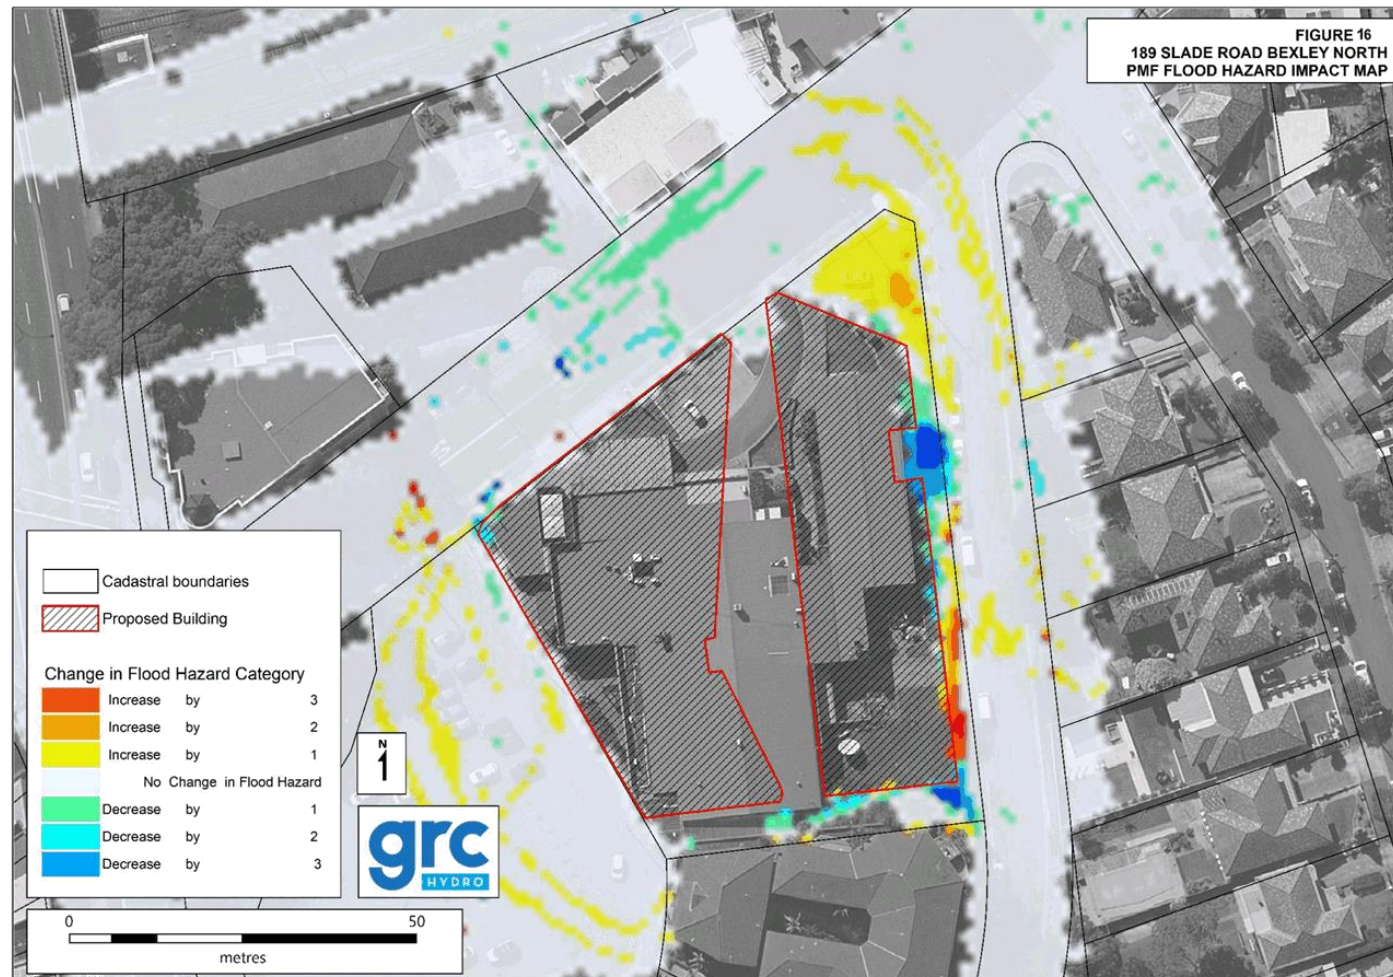 FIGURE 16
189 SLADE ROAD BEXLEY NORTH
PMF FLOOD HAZARD IMPACT MAP
Cadastral boundaries
Proposed Building
Change in Flood Hazard Category
Increase by 3
Increase by 2
Increase by 1
No Change in Flood Hazard
Decrease by 1
Decrease by 2
Decrease by 3
N
grc
HYDRO
0 50
metres